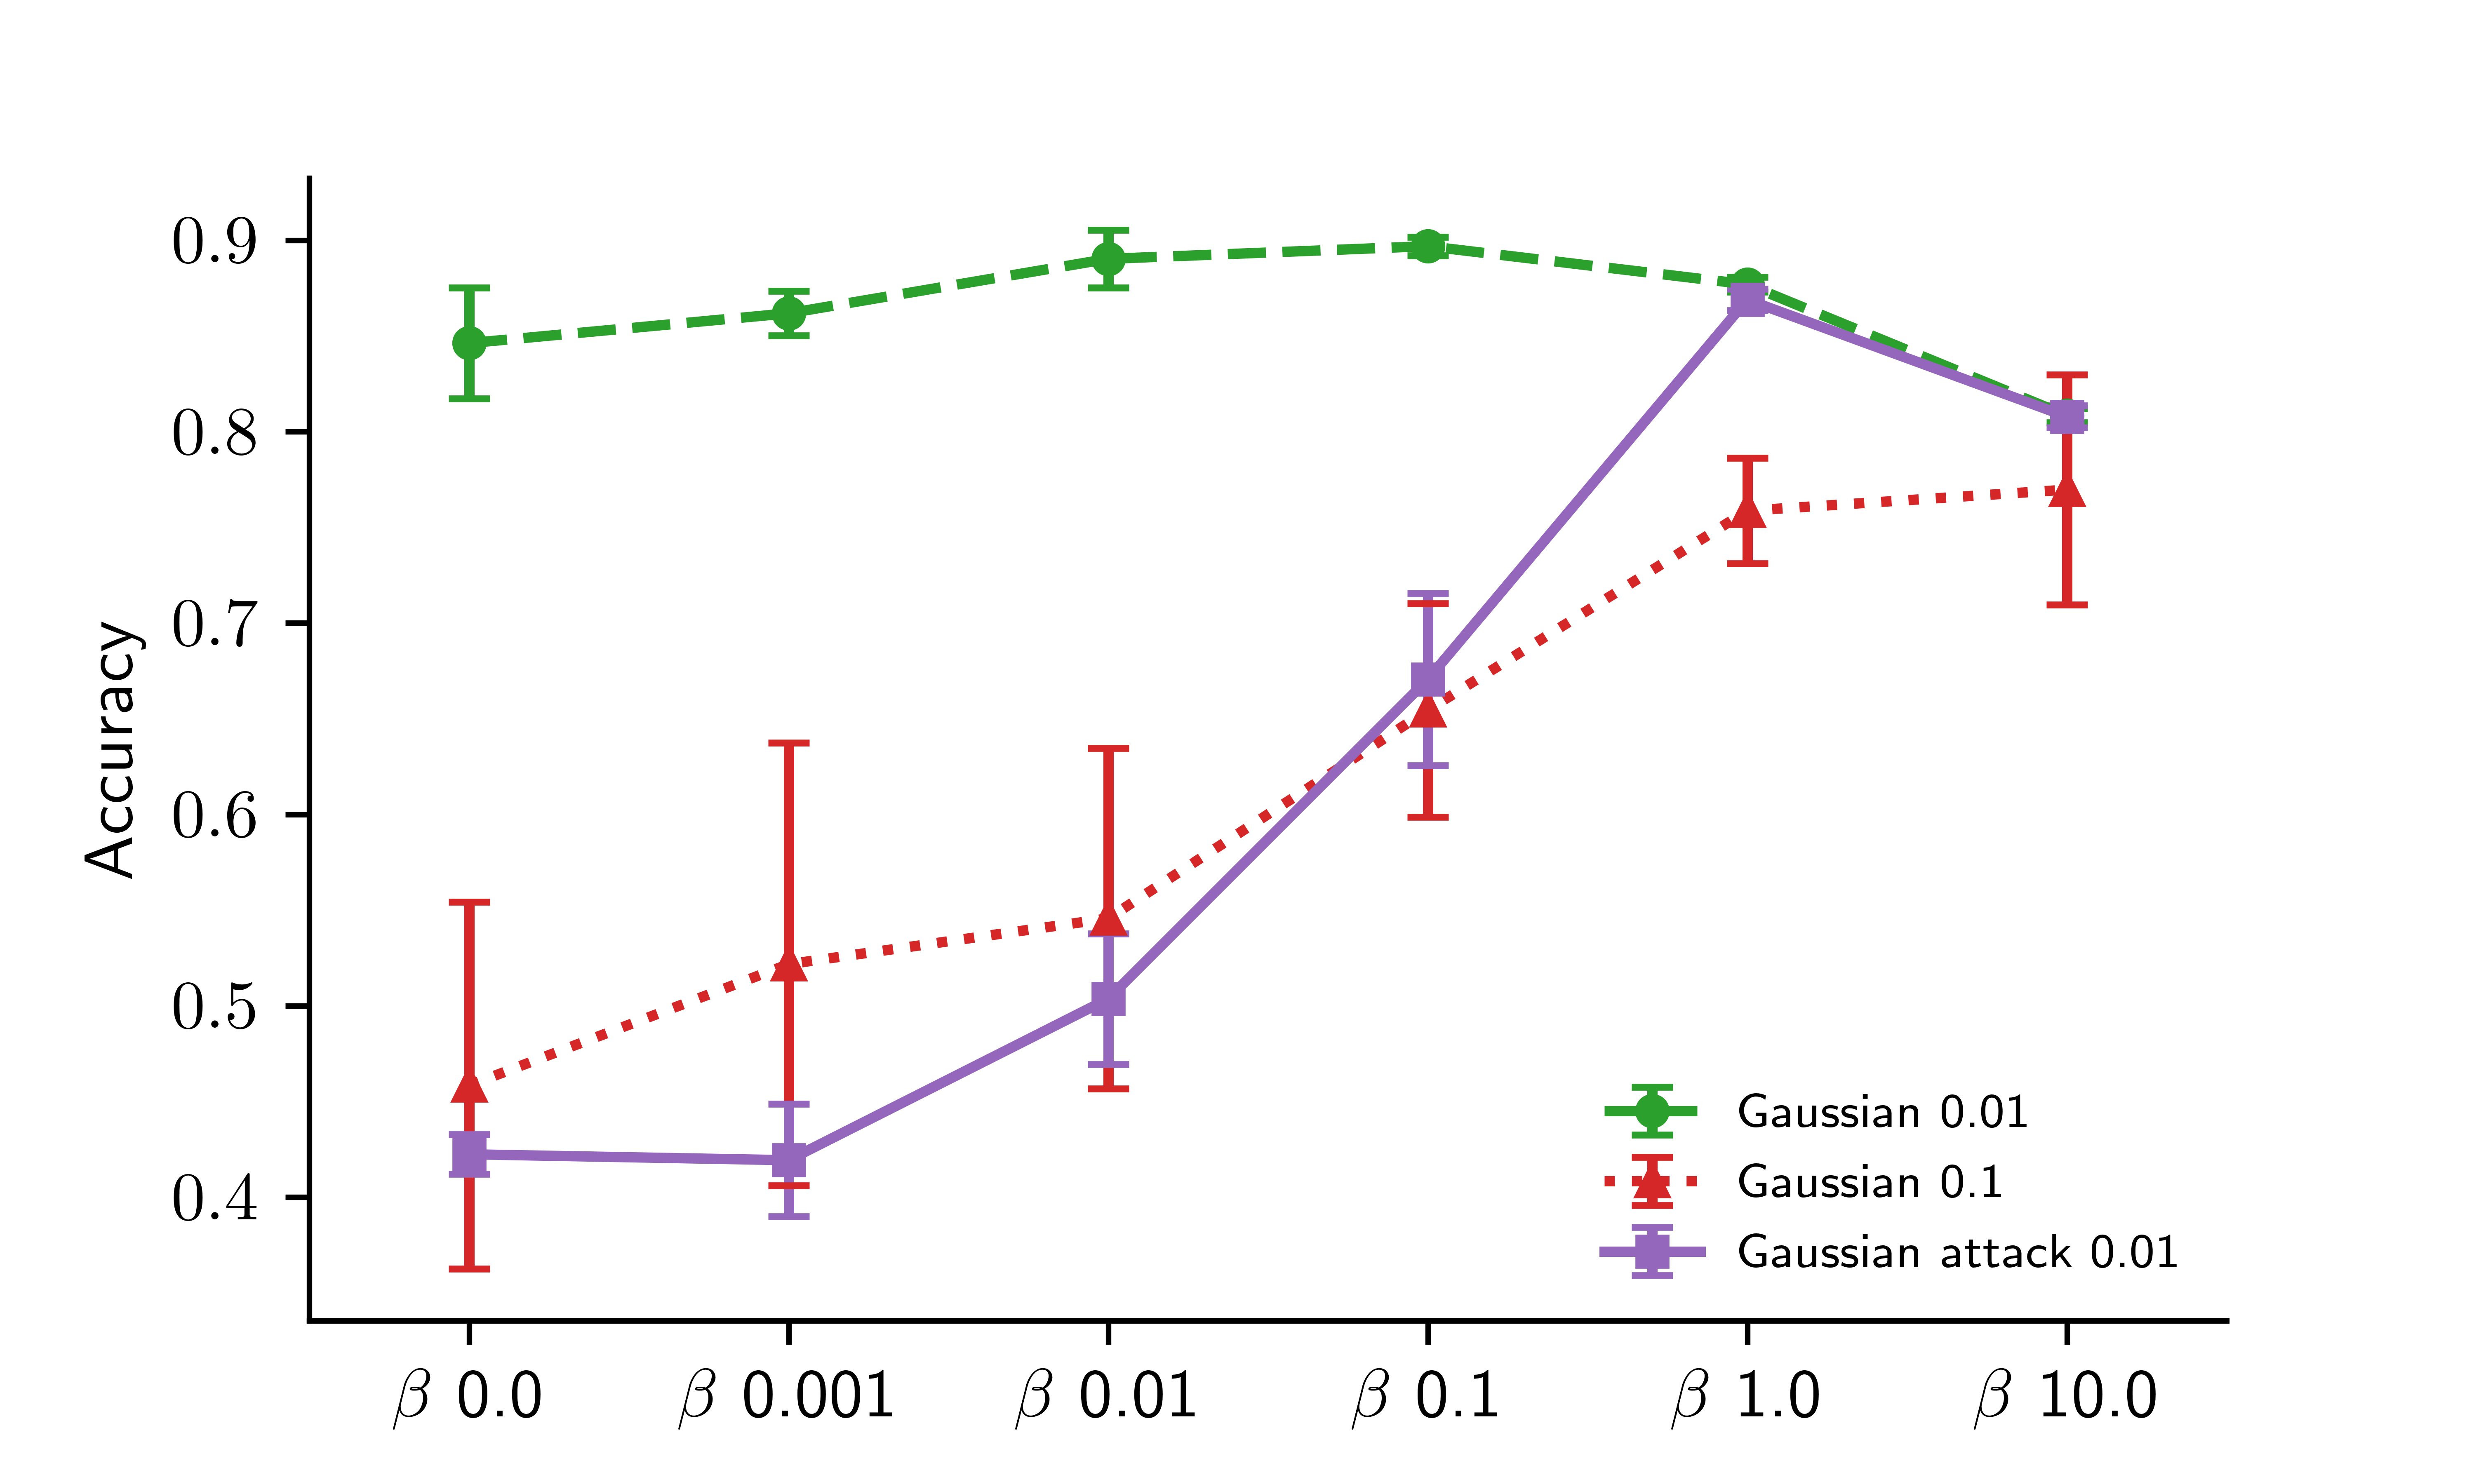 0.9
0.8
0.7
0.6
0.5
0.4
Accuracy
Gaussian 0.01
Gaussian 0.1
Gaussian attack 0.01
β 0.0
β 0.001
β 0.01
β 0.1
β 1.0
β 10.0